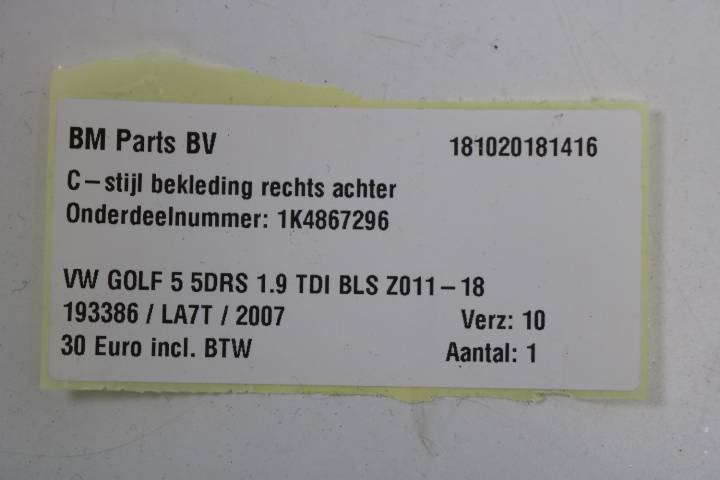 BM Parts BV 181020181416
C-stijl bekleding rechts achter
Onderdeelnummer: 1K4867296
VW GOLF 5 5DRS 1.9 TDI BLS Z011-18
193386 / LA7T / 2007 Verz: 10
30 Euro incl. BTW Aantal: 1